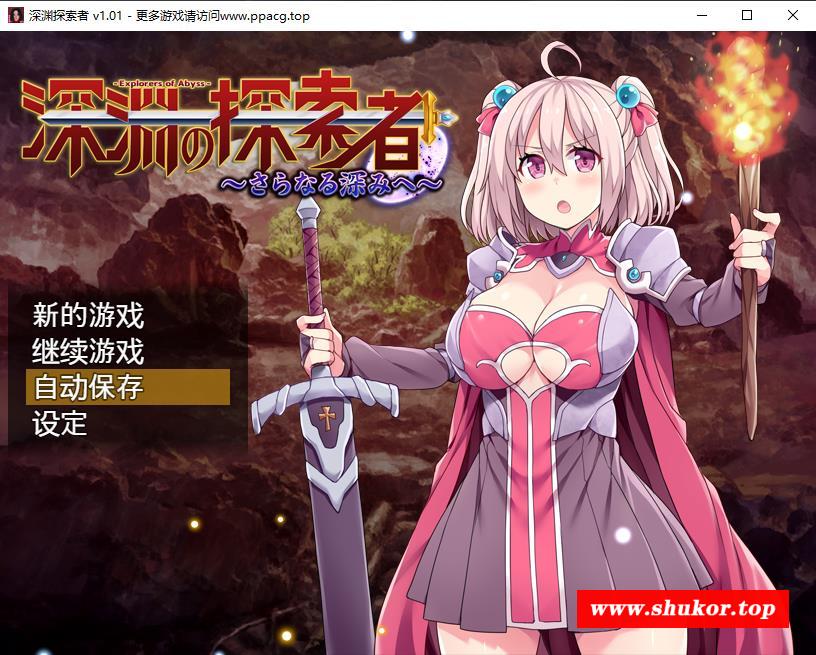 深渊探索者 v1.01 - 更多游戏请访问www.ppacg.top
-Explorers of Abyss-
深淵の探索者
～さらなる深みへ～
新的游戏
继续游戏
自动保存
设定
www.shukor.top